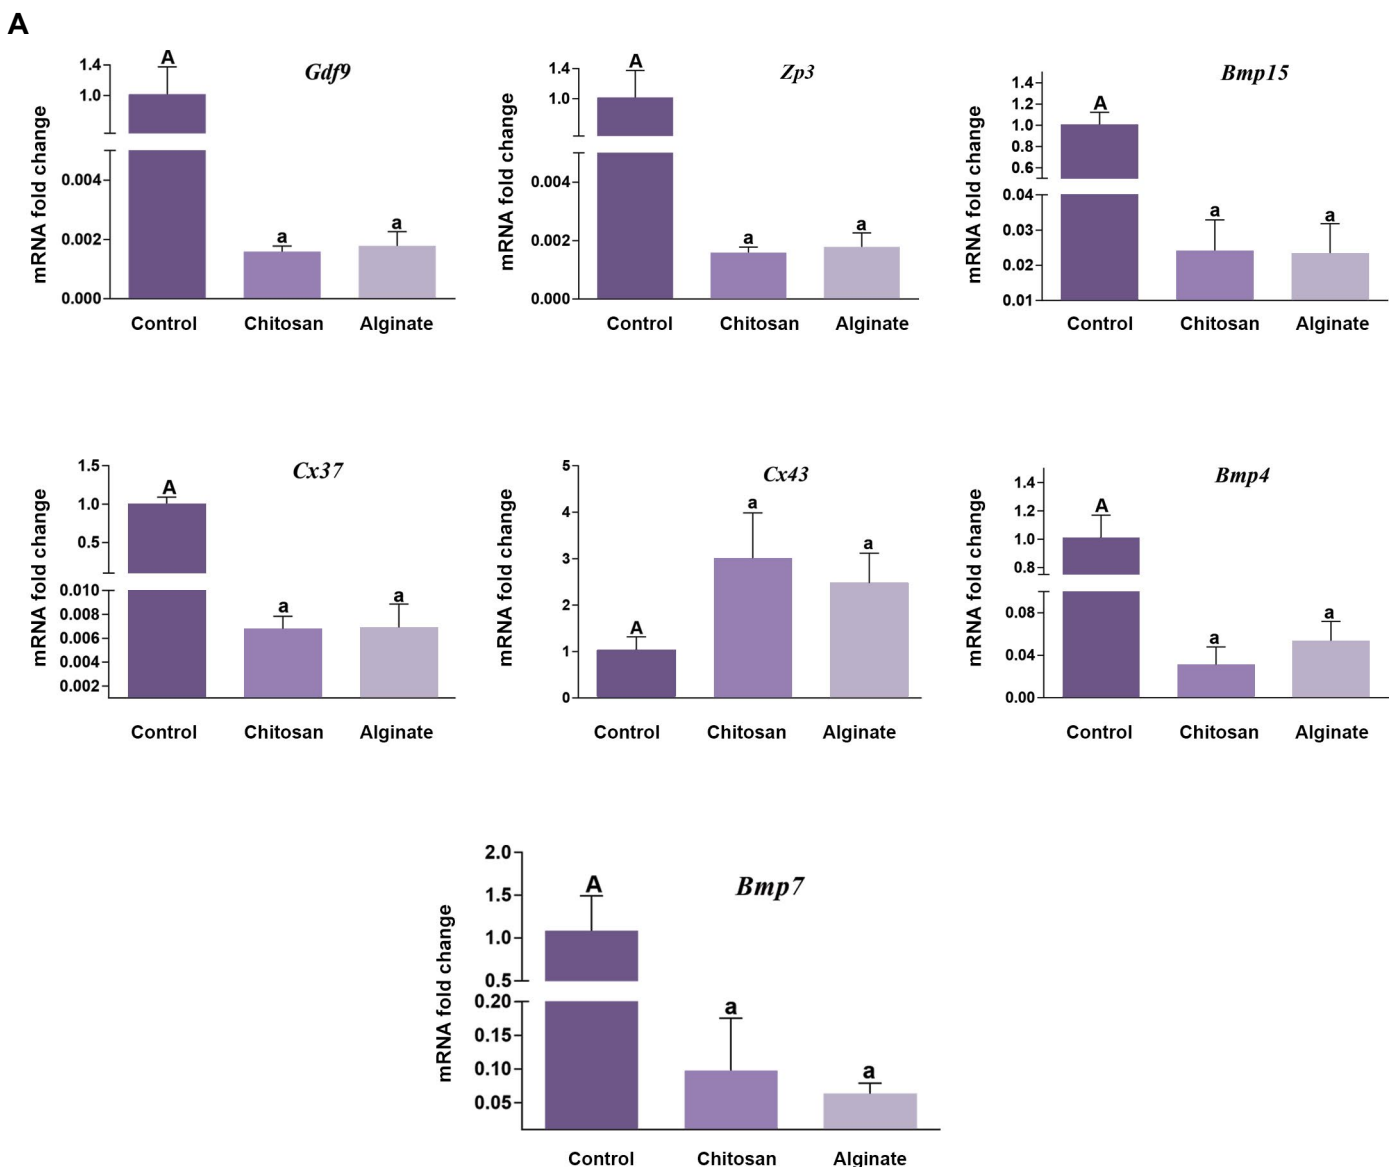 A
Gdf9
mRNA fold change
1.4
1.0
0.004
0.002
0.000
A
a
a
Control Chitosan Alginate
Zp3
mRNA fold change
1.4
1.0
0.004
0.002
0.000
A
a
a
Control Chitosan Alginate
Bmp15
mRNA fold change
1.4
1.2
1.0
0.8
0.6
0.04
0.03
0.02
0.01
A
a
a
Control Chitosan Alginate
Cx37
mRNA fold change
1.5
1.0
0.5
0.010
0.008
0.006
0.004
0.002
A
a
a
Control Chitosan Alginate
Cx43
mRNA fold change
5
4
3
2
1
0
A
a
a
Control Chitosan Alginate
Bmp4
mRNA fold change
1.4
1.2
1.0
0.8
0.08
0.04
0.00
A
a
a
Control Chitosan Alginate
Bmp7
mRNA fold change
2.0
1.5
1.0
0.5
0.20
0.15
0.10
0.05
A
a
a
Control Chitosan Alginate